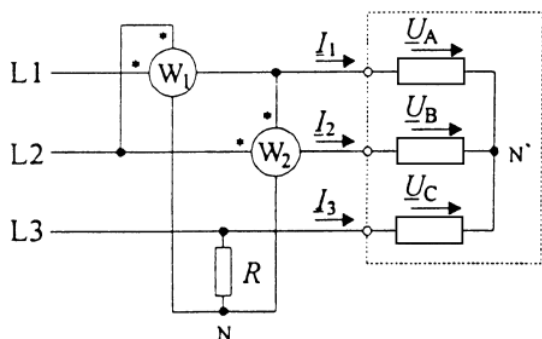 * * W1 I1 UA
L1
* I2 UB
L2 * W2 N`
I3 UC
L3
R
N